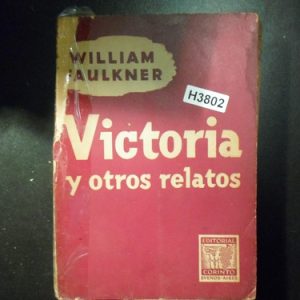 WILLIAM
FAULKNER
H3802
Victoria
y otros relatos
EDITORIAL
CORINTO
BUENOS AIRES